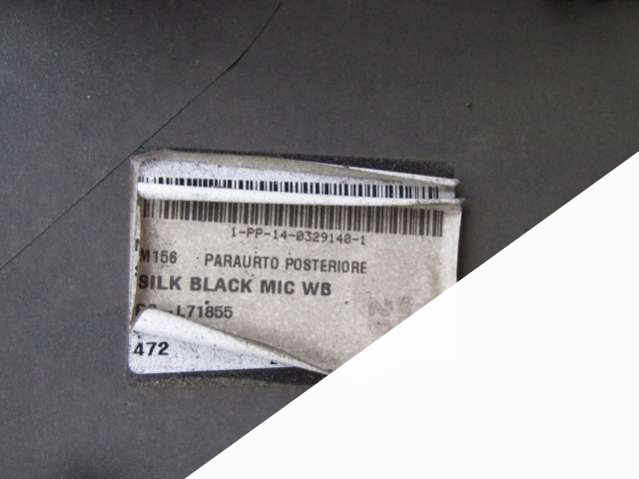 1-PP-14-0329140-1
M156 PARAURTO POSTERIORE
SILK BLACK MIC WB
-L71855
472